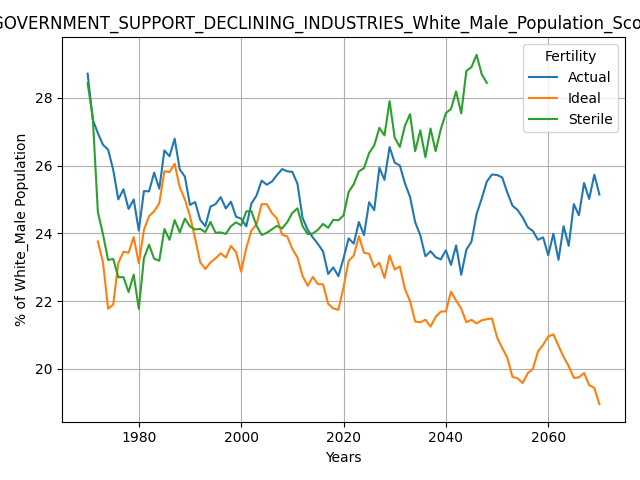 GOVERNMENT_SUPPORT_DECLINING_INDUSTRIES_White_Male_Population_Sco
% of White_Male Population
28
26
24
22
20
Fertility
Actual
Ideal
Sterile
1980
2000
2020
2040
2060
Years